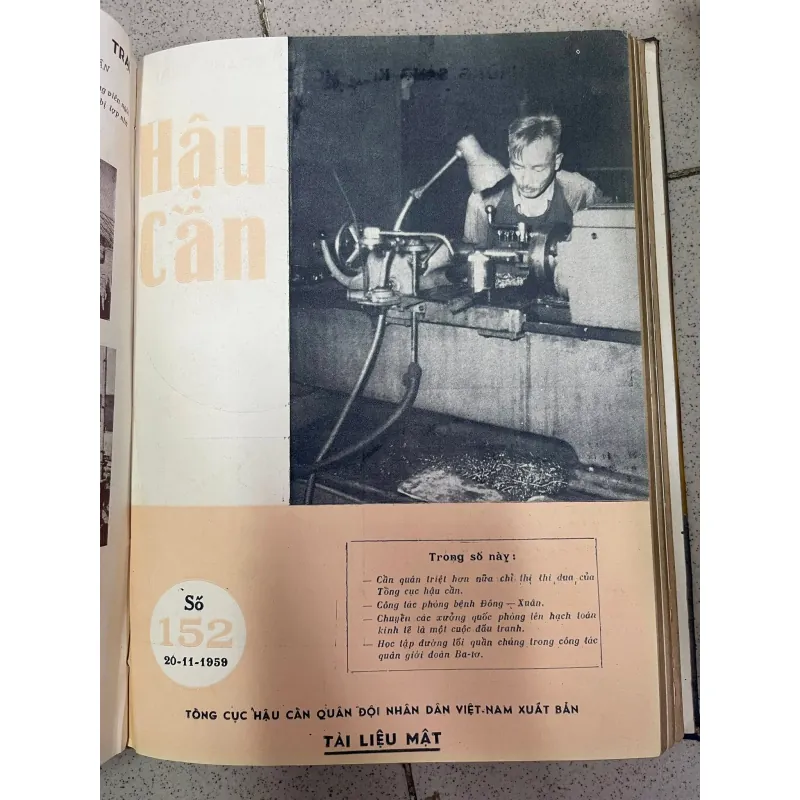 Hậu
Cần
Trong số này:
— Cần quán triệt hơn nữa chỉ thị thi đua của
Tổng cục hậu cần.
— Công tác phòng bệnh Đông — Xuân.
— Chuyển các xưởng quốc phòng lên hạch toán
kinh tế là một cuộc đấu tranh.
— Học tập đường lối quần chúng trong công tác
quân giới đoàn Ba-tơ.
Số
152
20-11-1959
TỔNG CỤC HẬU CẦN QUÂN ĐỘI NHÂN DÂN VIỆT-NAM XUẤT BẢN
TÀI LIỆU MẬT